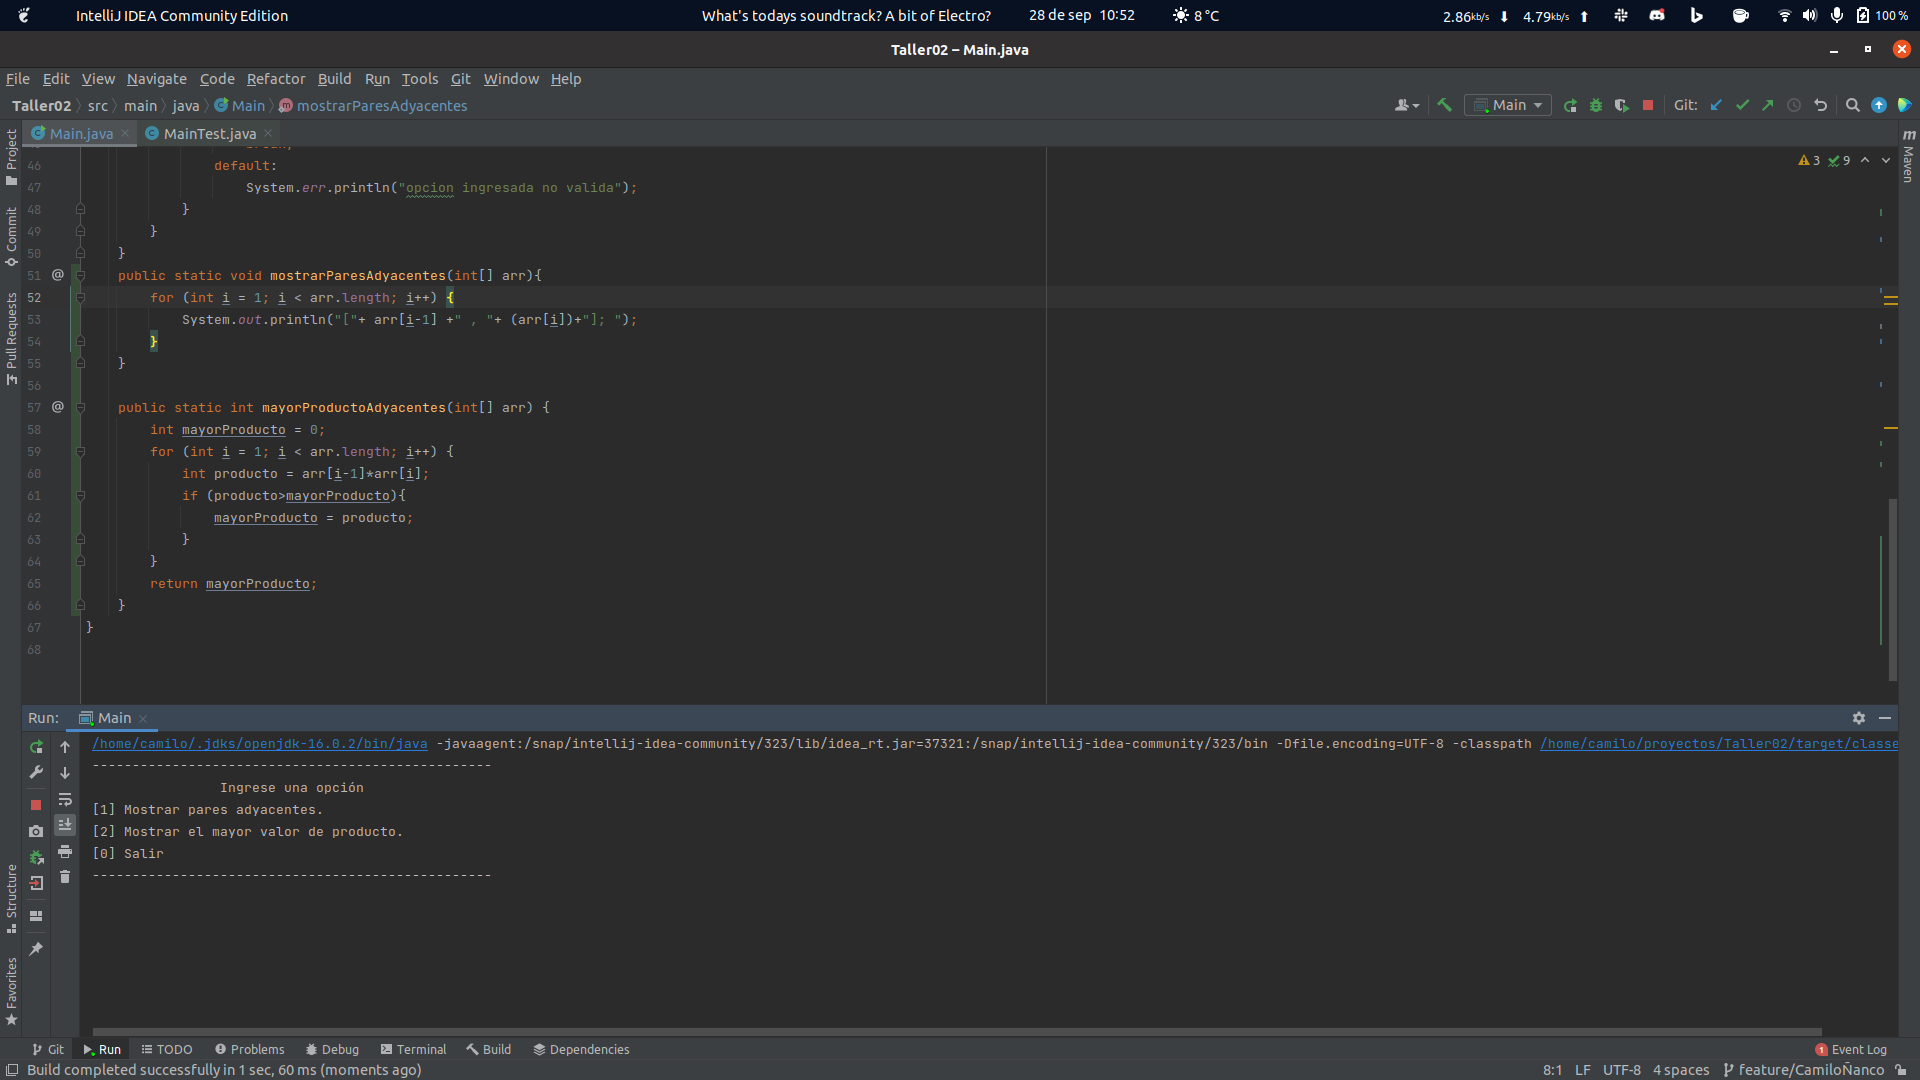 IntelliJ IDEA Community Edition
What's todays soundtrack? A bit of Electro?
28 de sep 10:52
8 °C
2.86kb/s
4.79kb/s
100 %
Taller02 – Main.java
File Edit View Navigate Code Refactor Build Run Tools Git Window Help
Taller02 src main java Main mostrarParesAdyacentes
Main
Git:
Main.java
MainTest.java
3 9
Project
Commit
Pull Requests
Structure
Favorites
Maven
46 default:
47 System.err.println("opcion ingresada no valida");
48 }
49 }
50 }
51 @ public static void mostrarParesAdyacentes(int[] arr){
52 for (int i = 1; i < arr.length; i++) {
53 System.out.println("["+ arr[i-1] +" , "+ (arr[i])+"]; ");
54 }
55 }
56
57 @ public static int mayorProductoAdyacentes(int[] arr) {
58 int mayorProducto = 0;
59 for (int i = 1; i < arr.length; i++) {
60 int producto = arr[i-1]*arr[i];
61 if (producto>mayorProducto){
62 mayorProducto = producto;
63 }
64 }
65 return mayorProducto;
66 }
67 }
68
Run: Main
/home/camilo/.jdks/openjdk-16.0.2/bin/java -javaagent:/snap/intellij-idea-community/323/lib/idea_rt.jar=37321:/snap/intellij-idea-community/323/bin -Dfile.encoding=UTF-8 -classpath /home/camilo/proyectos/Taller02/target/classe
--------------------------------------------------
Ingrese una opción
[1] Mostrar pares adyacentes.
[2] Mostrar el mayor valor de producto.
[0] Salir
--------------------------------------------------
Git Run TODO Problems Debug Terminal Build Dependencies
1 Event Log
Build completed successfully in 1 sec, 60 ms (moments ago)
8:1 LF UTF-8 4 spaces feature/CamiloÑanco